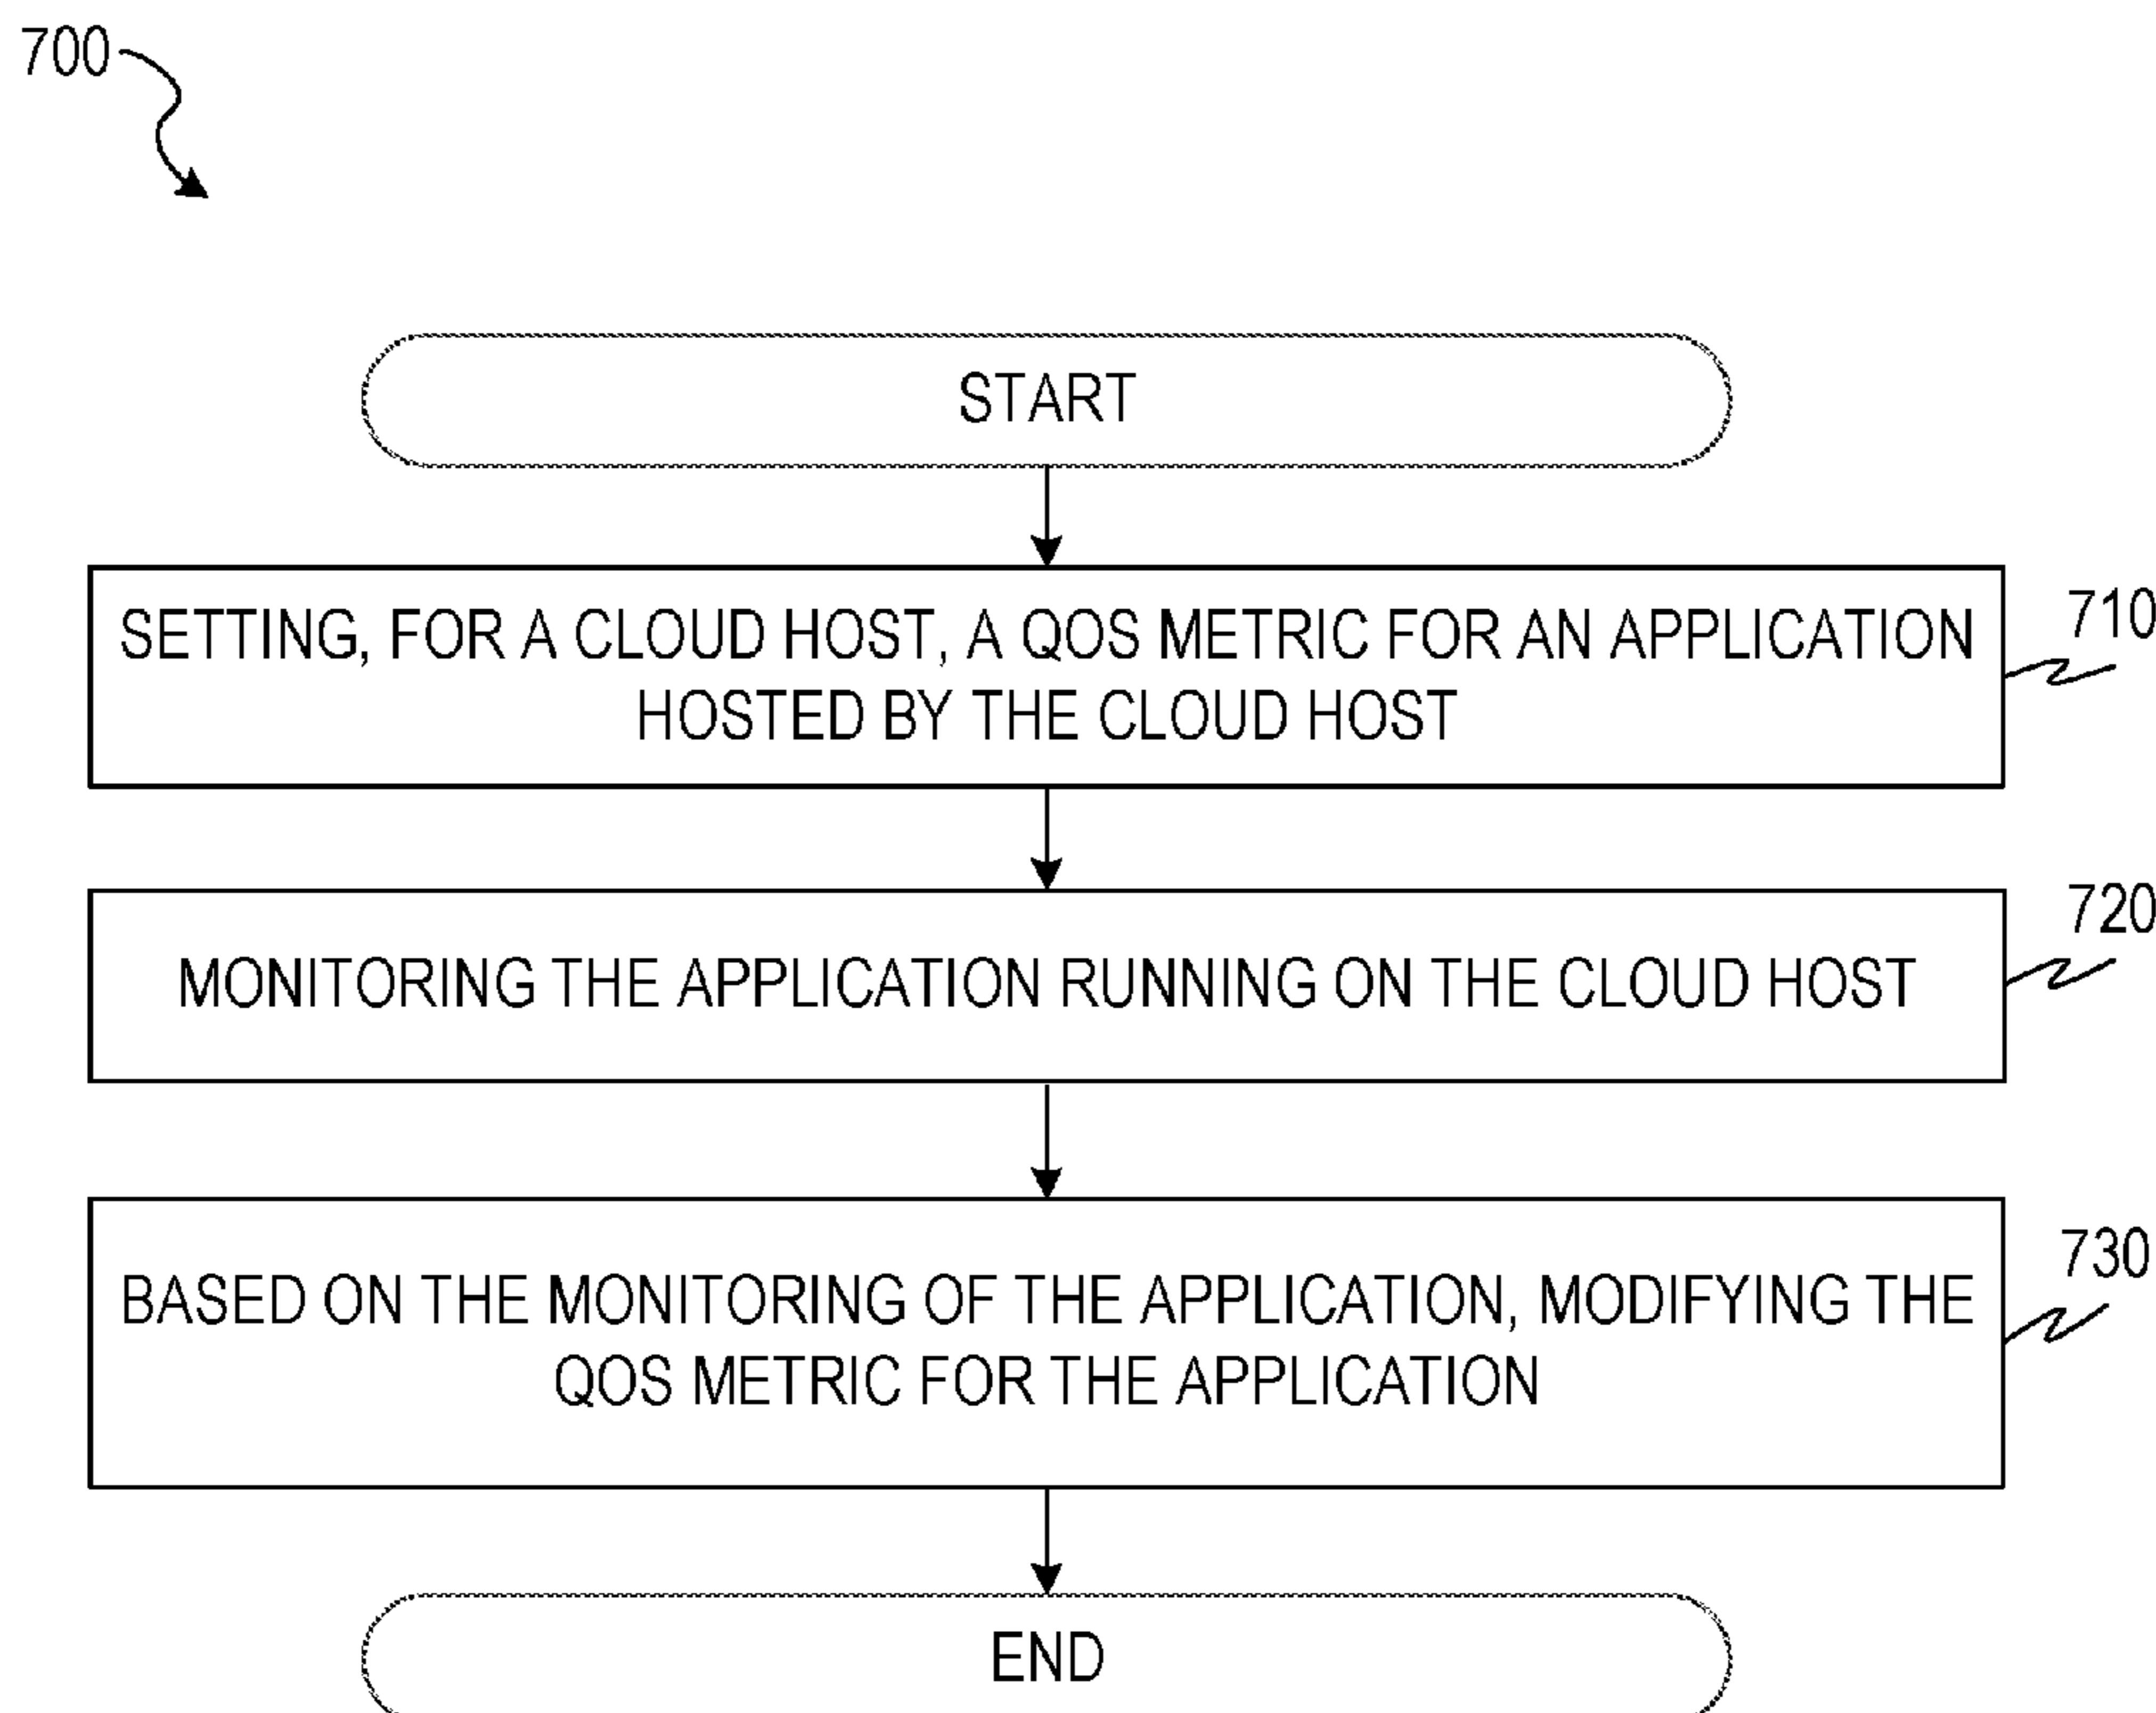 700
START
SETTING, FOR A CLOUD HOST, A QOS METRIC FOR AN APPLICATION
HOSTED BY THE CLOUD HOST
710
MONITORING THE APPLICATION RUNNING ON THE CLOUD HOST
720
BASED ON THE MONITORING OF THE APPLICATION, MODIFYING THE
QOS METRIC FOR THE APPLICATION
730
END